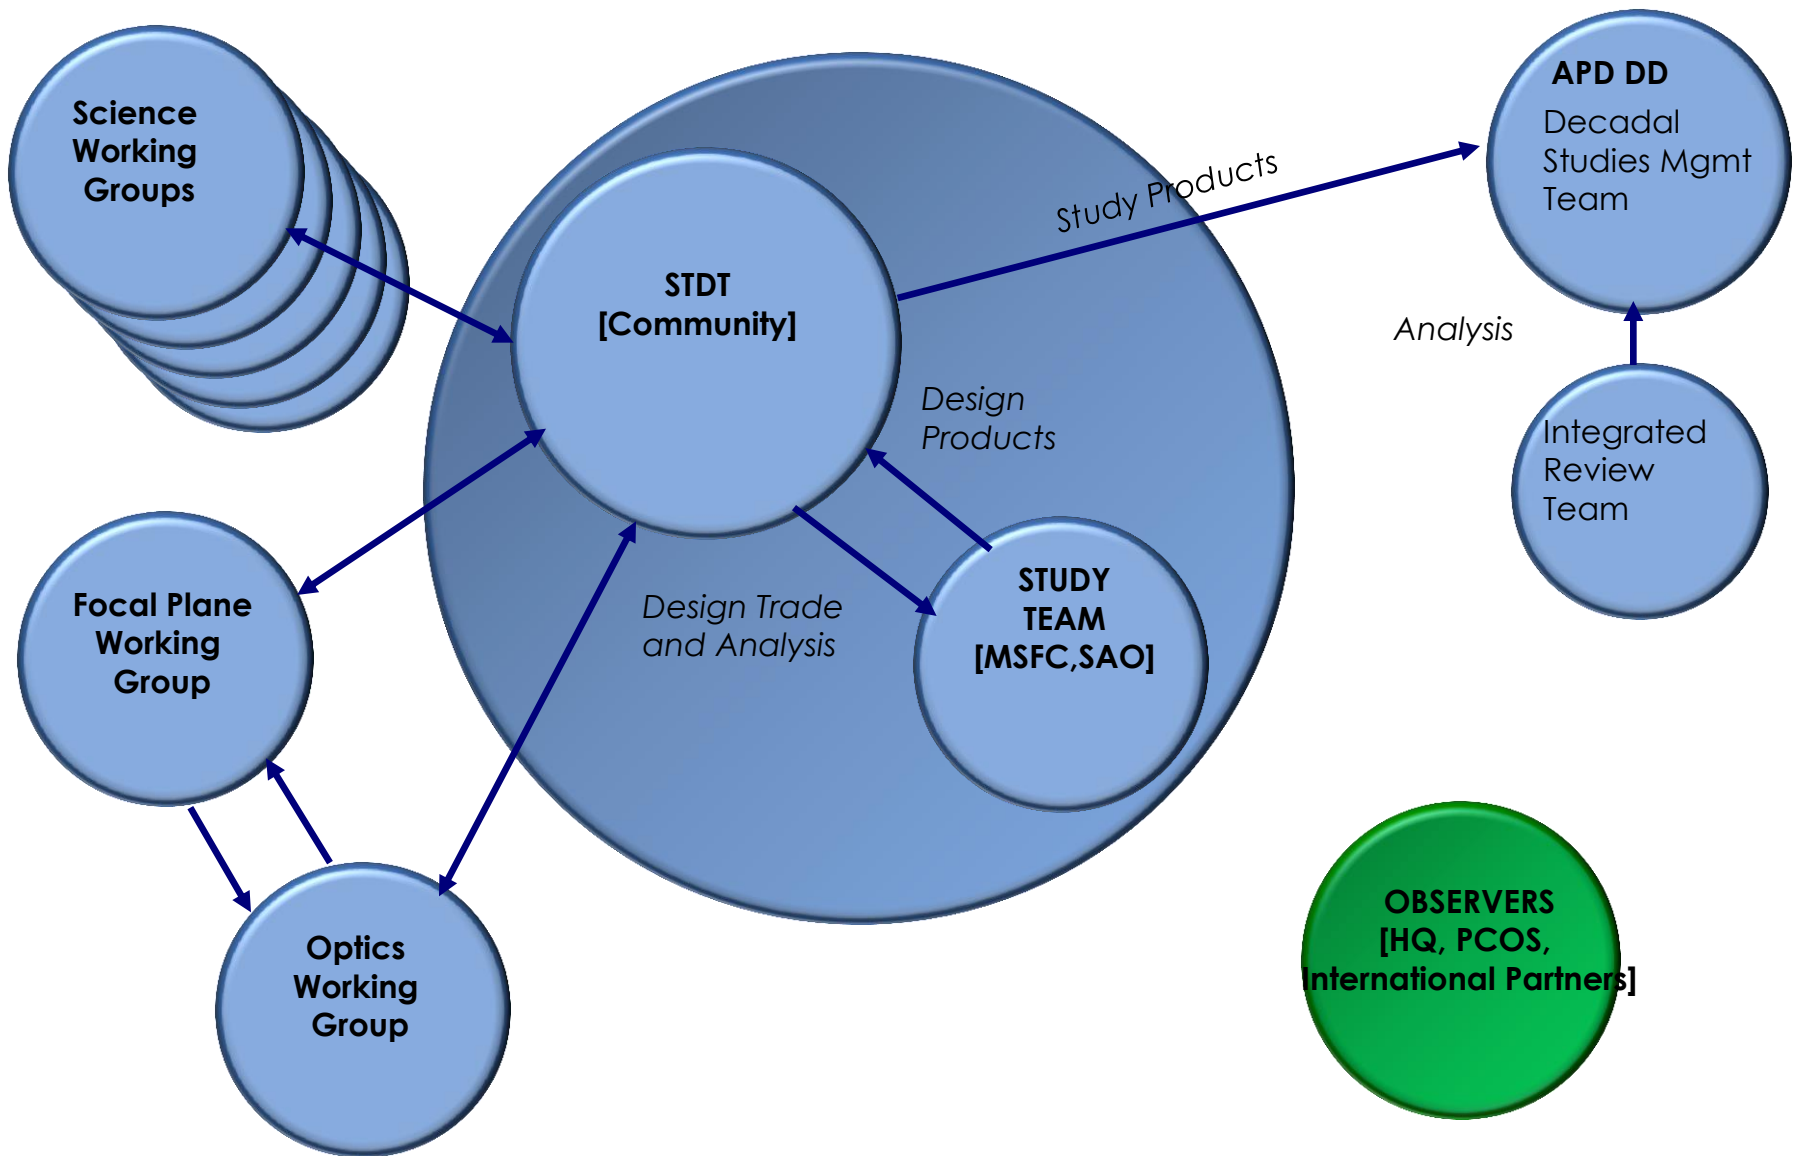 Science
Working
Groups
STDT
[Community]
Study Products
APD DD
Decadal
Studies Mgmt
Team
Analysis
Integrated
Review
Team
Design
Products
Design Trade
and Analysis
STUDY
TEAM
[MSFC,SAO]
Focal Plane
Working
Group
Optics
Working
Group
OBSERVERS
[HQ, PCOS,
International Partners]